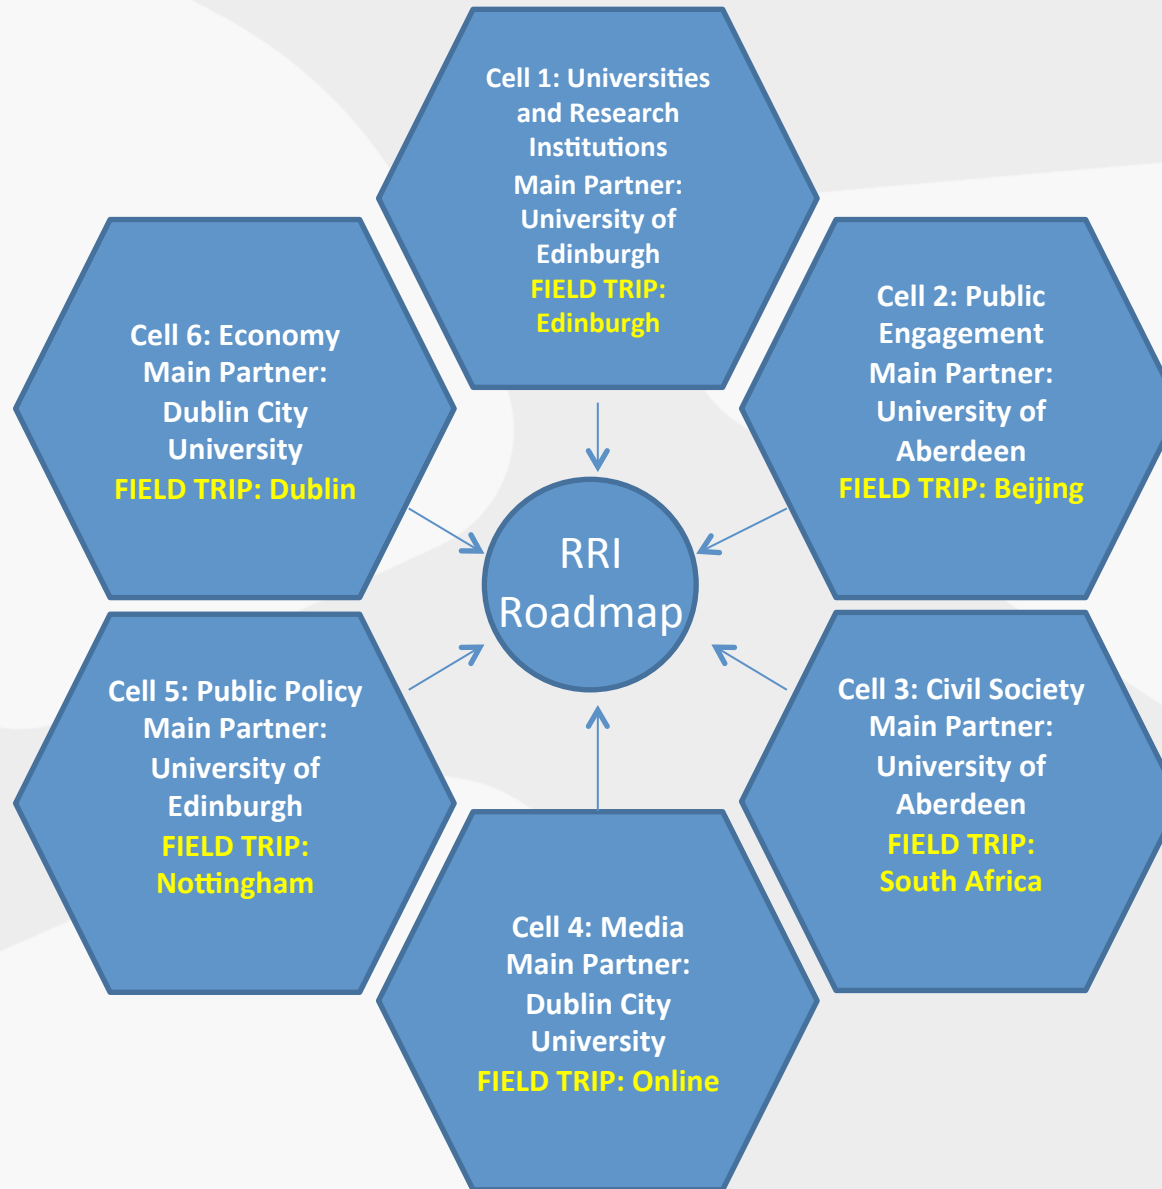 Cell 1: Universities
and Research
Institutions
Main Partner:
University of
Edinburgh
FIELD TRIP:
Edinburgh
Cell 2: Public
Engagement
Main Partner:
University of
Aberdeen
FIELD TRIP: Beijing
Cell 3: Civil Society
Main Partner:
University of
Aberdeen
FIELD TRIP:
South Africa
Cell 4: Media
Main Partner:
Dublin City
University
FIELD TRIP: Online
Cell 5: Public Policy
Main Partner:
University of
Edinburgh
FIELD TRIP:
Nottingham
Cell 6: Economy
Main Partner:
Dublin City
University
FIELD TRIP: Dublin
RRI
Roadmap